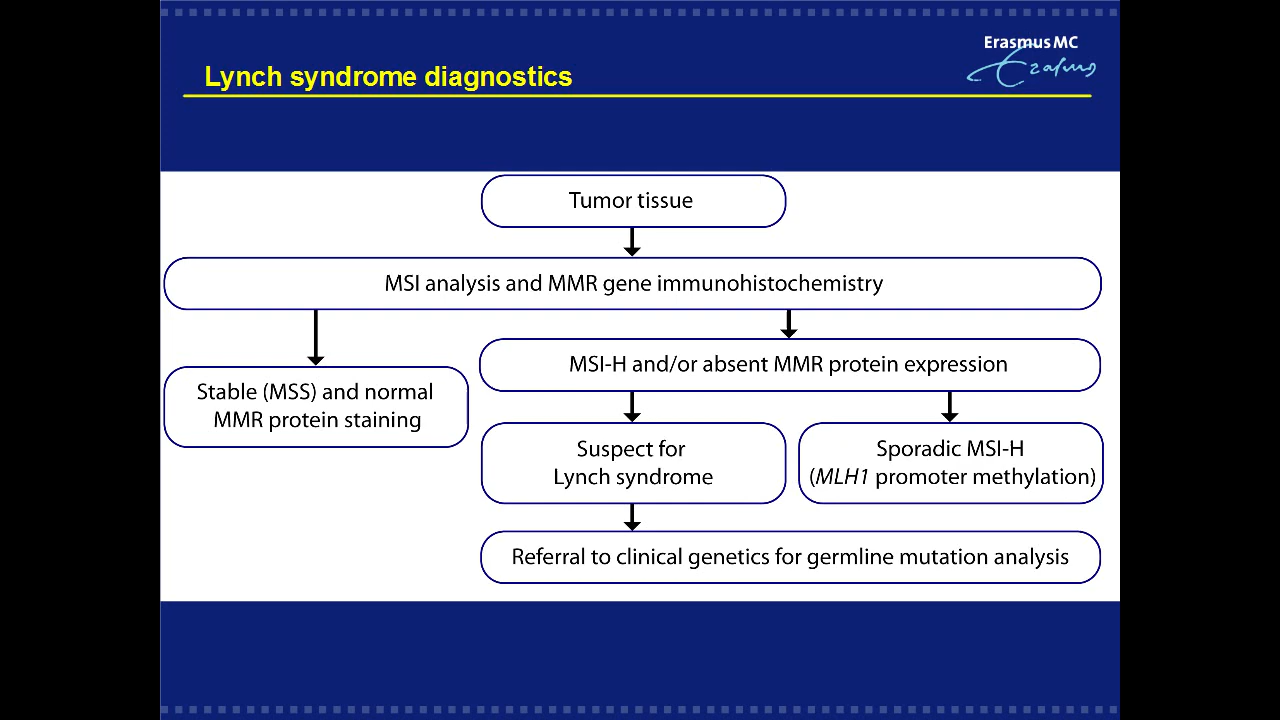 Erasmus MC
Erasmus
Lynch syndrome diagnostics
Tumor tissue
MSI analysis and MMR gene immunohistochemistry
MSI-H and/or absent MMR protein expression
Stable (MSS) and normal
MMR protein staining
Suspect for
Lynch syndrome
Sporadic MSI-H
(MLH1 promoter methylation)
Referral to clinical genetics for germline mutation analysis